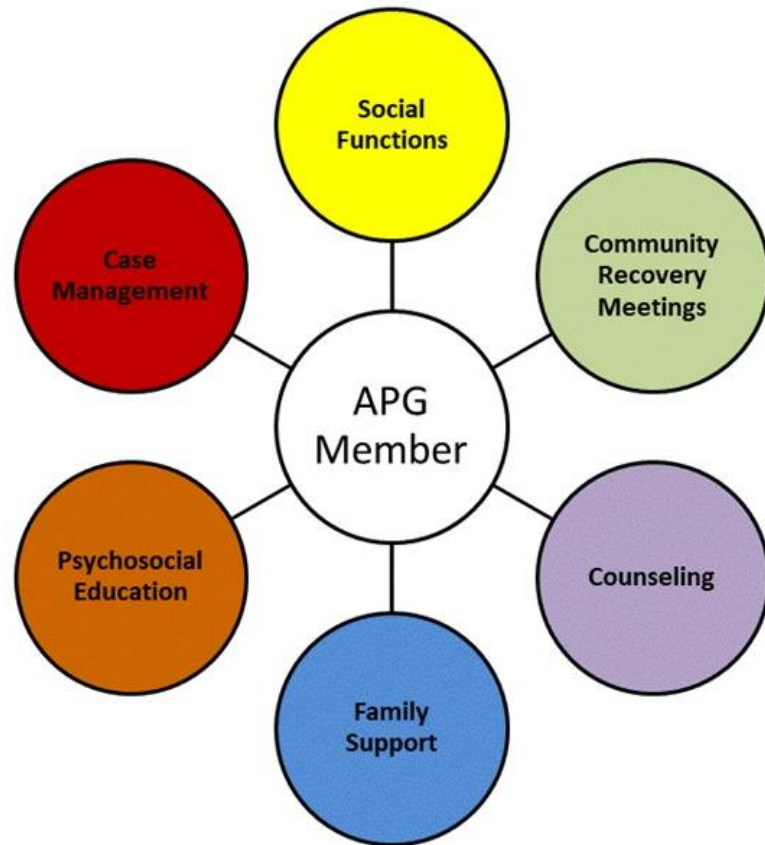 Social
Functions
Case
Management
Community
Recovery
Meetings
APG
Member
Psychosocial
Education
Counseling
Family
Support